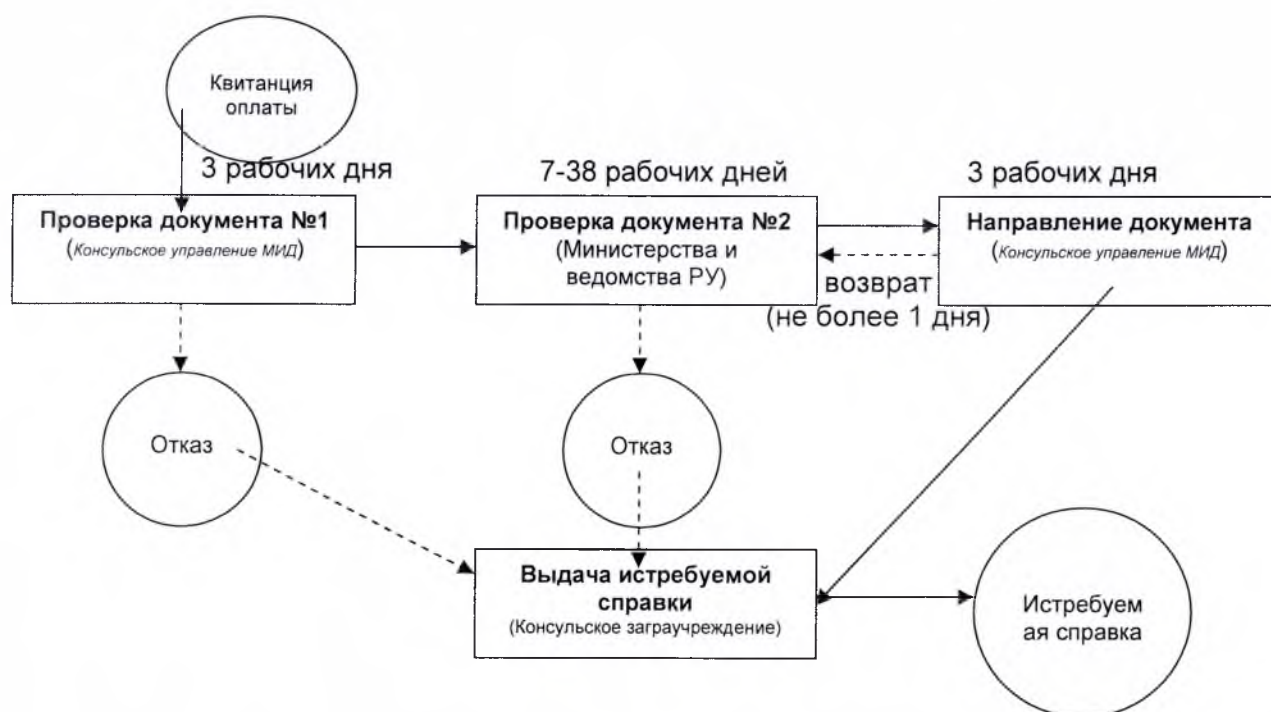 Квитанция
оплаты
3 рабочих дня
7-38 рабочих дней
3 рабочих дня
Проверка документа №1
(Консульское управление МИД)
Проверка документа №2
(Министерства и
ведомства РУ)
Направление документа
(Консульское управление МИД)
возврат
(не более 1 дня)
Отказ
Отказ
Выдача истребуемой
справки
(Консульское загрaучреждение)
Истребуем
ая справка